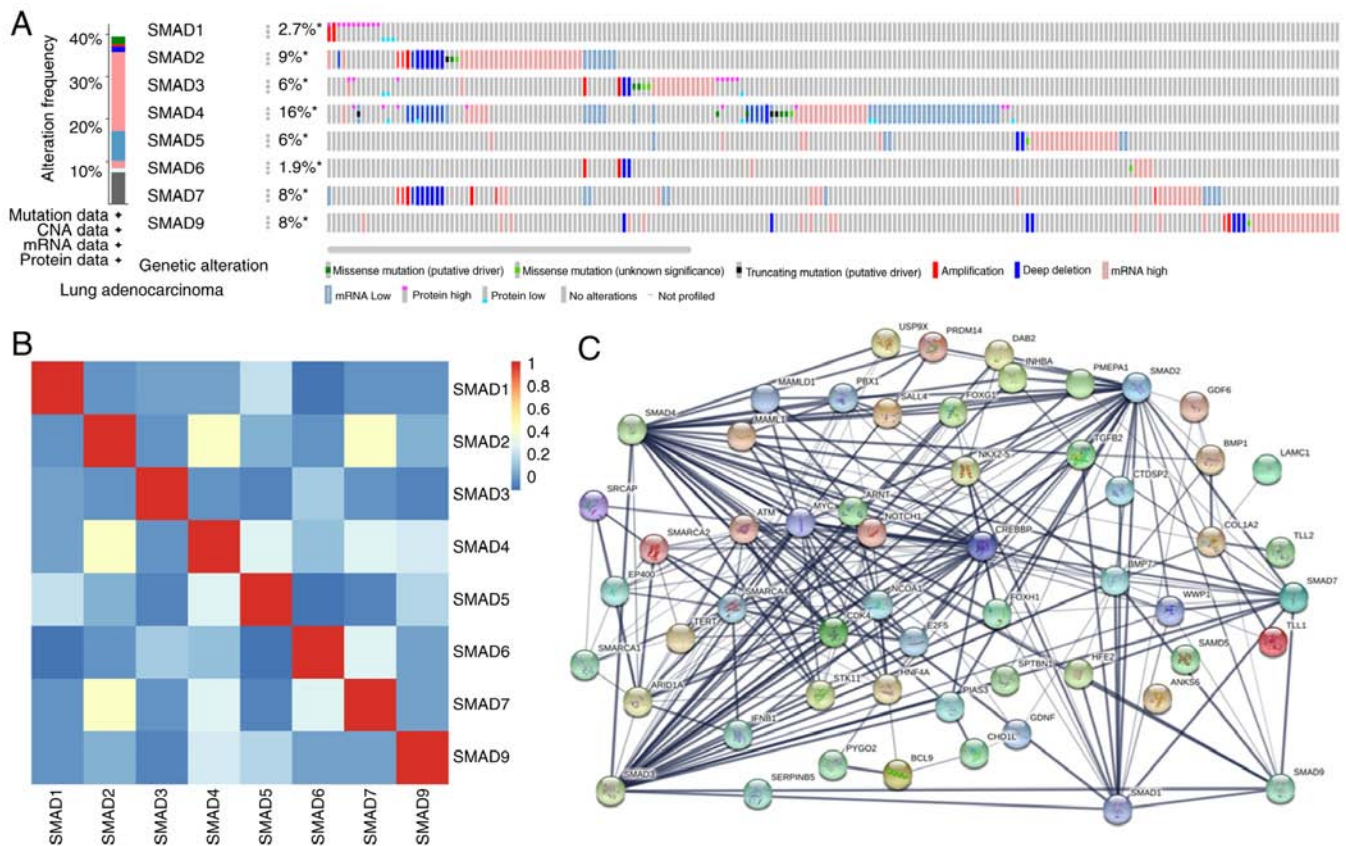 A
Alteration frequency
40%
30%
20%
10%
SMAD1 2.7%*
SMAD2 9%*
SMAD3 6%*
SMAD4 16%*
SMAD5 6%*
SMAD6 1.9%*
SMAD7 8%*
SMAD9 8%*
Mutation data +
CNA data +
mRNA data +
Protein data +
Genetic alteration
Lung adenocarcinoma
Missense mutation (putative driver) Missense mutation (unknown significance) Truncating mutation (putative driver) Amplification Deep deletion mRNA high
mRNA Low Protein high Protein low No alterations Not profiled
B
1
0.8
0.6
0.4
0.2
0
SMAD1
SMAD2
SMAD3
SMAD4
SMAD5
SMAD6
SMAD7
SMAD9
SMAD1 SMAD2 SMAD3 SMAD4 SMAD5 SMAD6 SMAD7 SMAD9
C
USP9X
PRDM14
DAB2
INHBA
PMEPA1
SMAD2
GDF6
MAMLD1
PBX1
SALL4
FOXG1
SMAD4
MAML1
TGFB2
BMP1
LAMC1
NKX2-5
CTDSP2
SRCAP
ARNT
ATM
MYC
NOTCH1
CREBBP
COL1A2
SMARCA2
TLL2
EP400
BMP7
SMAD7
SMARCA4
NCOA1
FOXH1
WWP1
CDK4
TERT
E2F5
TLL1
SAMD5
SMARCA1
SPTBN1
HFE2
ANKS6
ARID1A
STK11
HNF4A
PIAS3
IFNB1
GDNF
PYGO2
BCL9
CHD1L
SMAD3
SERPINB5
SMAD1
SMAD9